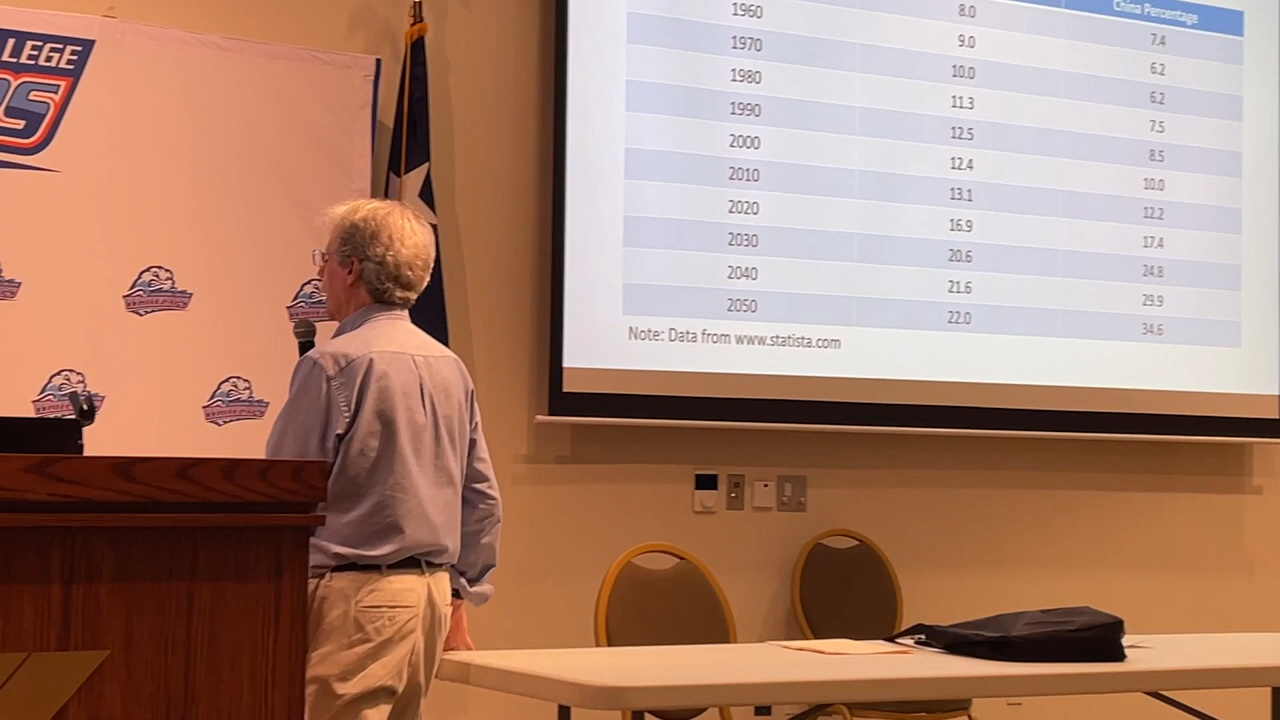 China Percentage
8.0 7.4
1960 9.0 6.2
1970 10.0 6.2
1980 11.3 7.5
1990 12.5 8.5
2000 12.4 10.0
2010 13.1 12.2
2020 16.9 17.4
2030 20.6 24.8
2040 21.6 29.9
2050 22.0 34.6
Note: Data from www.statista.com
LEGE